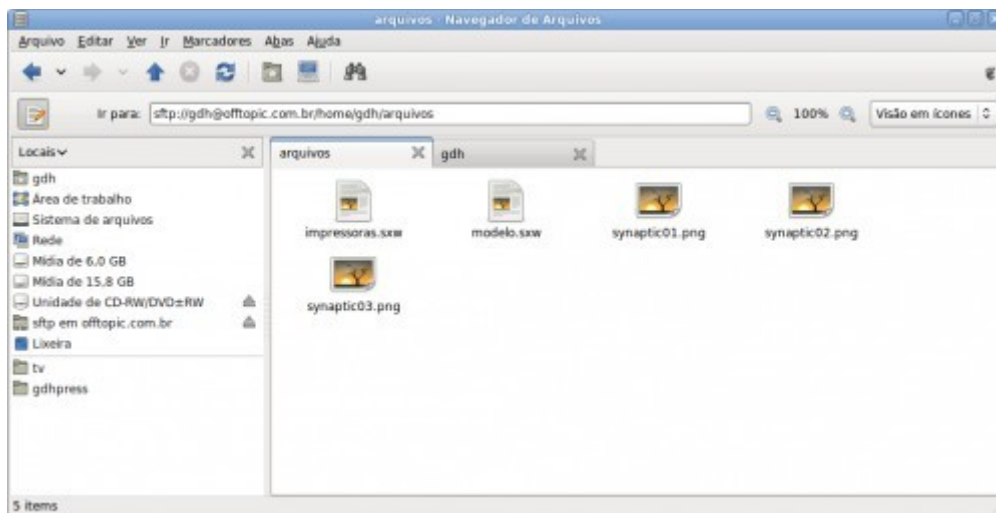 arquivos - Navegador de Arquivos
Arquivo Editar Ver Ir Marcadores Abas Ajuda
Ir para: sftp://gdh@offtopic.com.br/home/gdh/arquivos 100% Visão em ícones
Locais arquivos gdh
gdh
Área de trabalho
Sistema de arquivos
Rede
Mídia de 6.0 GB
Mídia de 15.8 GB
Unidade de CD-RW/DVD±RW
sftp em offtopic.com.br
Lixeira
tv
gdhpress
impressoras.sxw modelo.sxw synaptic01.png synaptic02.png
synaptic03.png
5 items